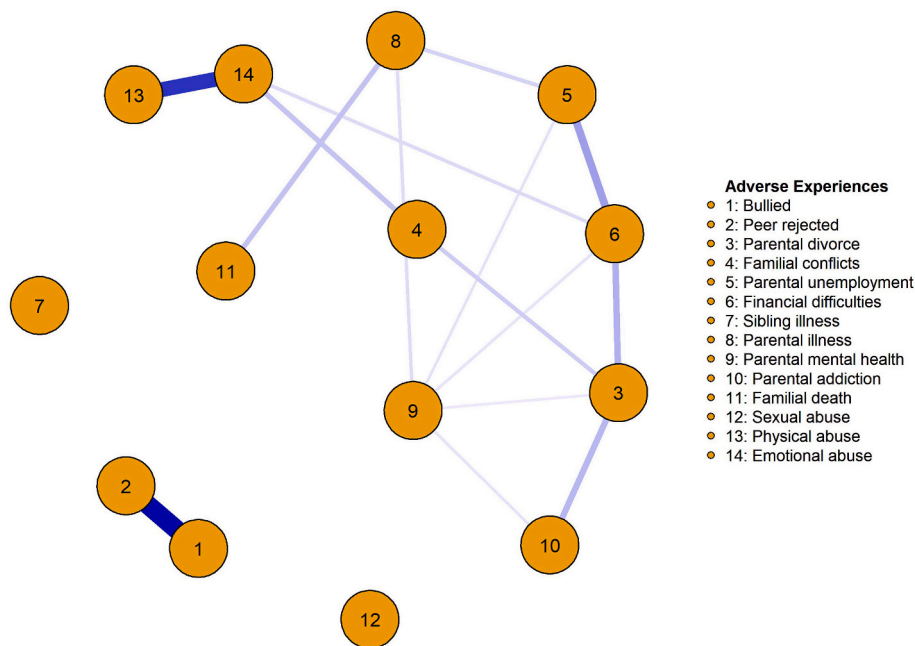 8
14
13
5
4
6
11
7
3
9
2
10
1
12
Adverse Experiences
1: Bullied
2: Peer rejected
3: Parental divorce
4: Familial conflicts
5: Parental unemployment
6: Financial difficulties
7: Sibling illness
8: Parental illness
9: Parental mental health
10: Parental addiction
11: Familial death
12: Sexual abuse
13: Physical abuse
14: Emotional abuse